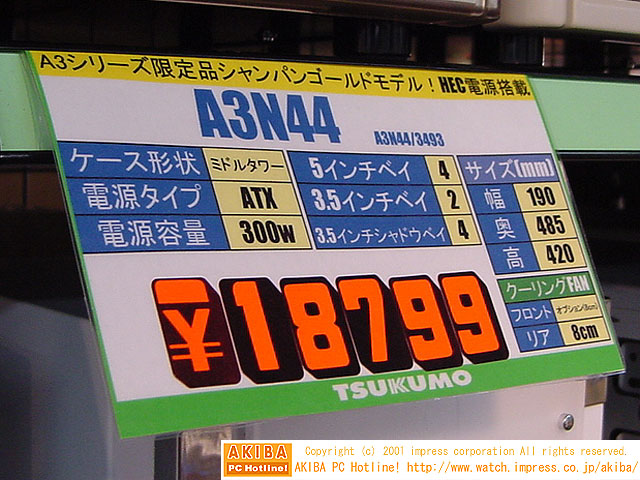 A3シリーズ限定品シャンパンゴールドモデル！HEC電源搭載
A3N44
A3N44/3493
ケース形状 ミドルタワー
電源タイプ ATX
電源容量 300W
5インチベイ 4
3.5インチベイ 2
3.5インチシャドウベイ 4
サイズ(mm)
幅 190
奥 485
高 420
クーリングFAN
フロント オプション(8cm)
リア 8cm
¥18799
TSUKUMO
AKIBA
PC Hotline!
Copyright (c) 2001 impress corporation All rights reserved.
AKIBA PC Hotline! http://www.watch.impress.co.jp/akiba/